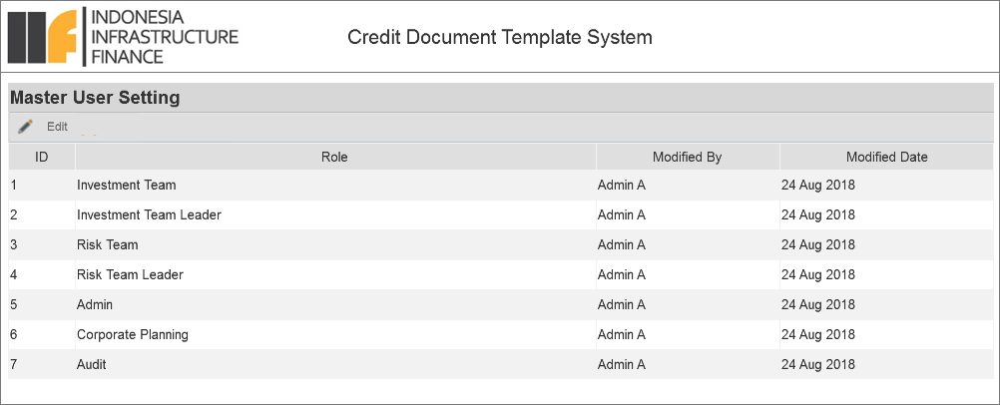 INDONESIA
INFRASTRUCTURE
FINANCE
Credit Document Template System
Master User Setting
Edit
ID Role Modified By Modified Date
1 Investment Team Admin A 24 Aug 2018
2 Investment Team Leader Admin A 24 Aug 2018
3 Risk Team Admin A 24 Aug 2018
4 Risk Team Leader Admin A 24 Aug 2018
5 Admin Admin A 24 Aug 2018
6 Corporate Planning Admin A 24 Aug 2018
7 Audit Admin A 24 Aug 2018